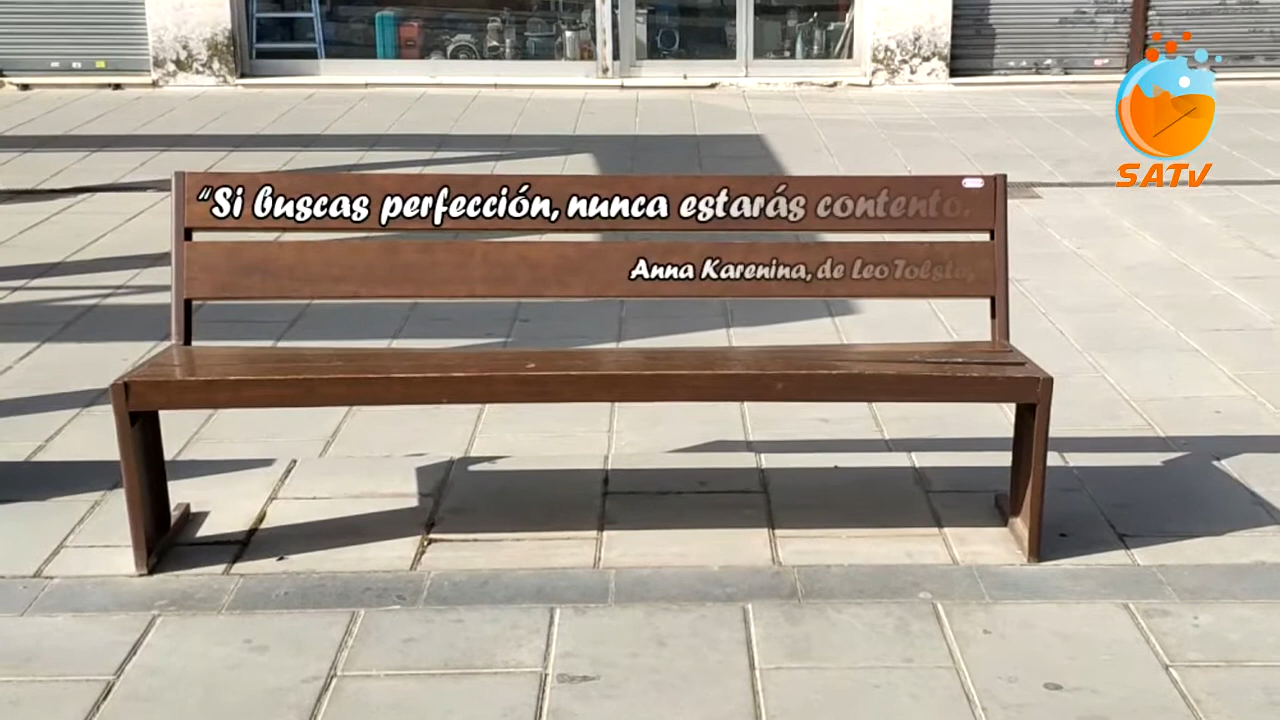 “Si buscas perfección, nunca estarás contento.
Anna Karenina, de Leo Tolstoy
SATV